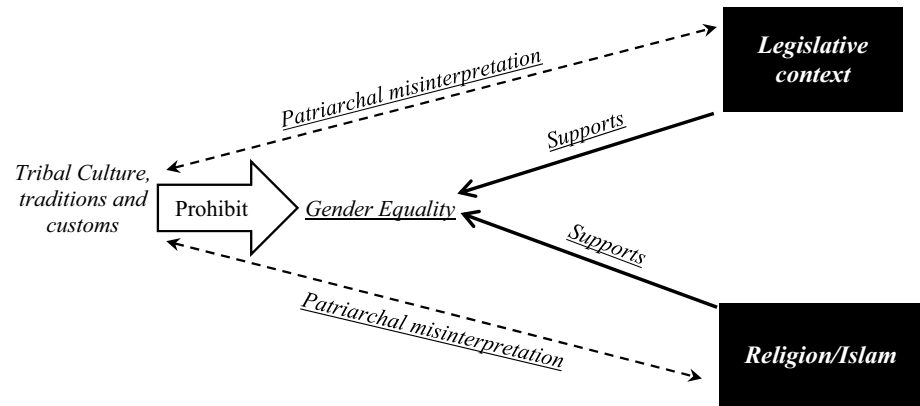 Legislative
context
Patriarchal misinterpretation
Supports
Tribal Culture,
traditions and
customs
Prohibit
Gender Equality
Supports
Patriarchal misinterpretation
Religion/Islam